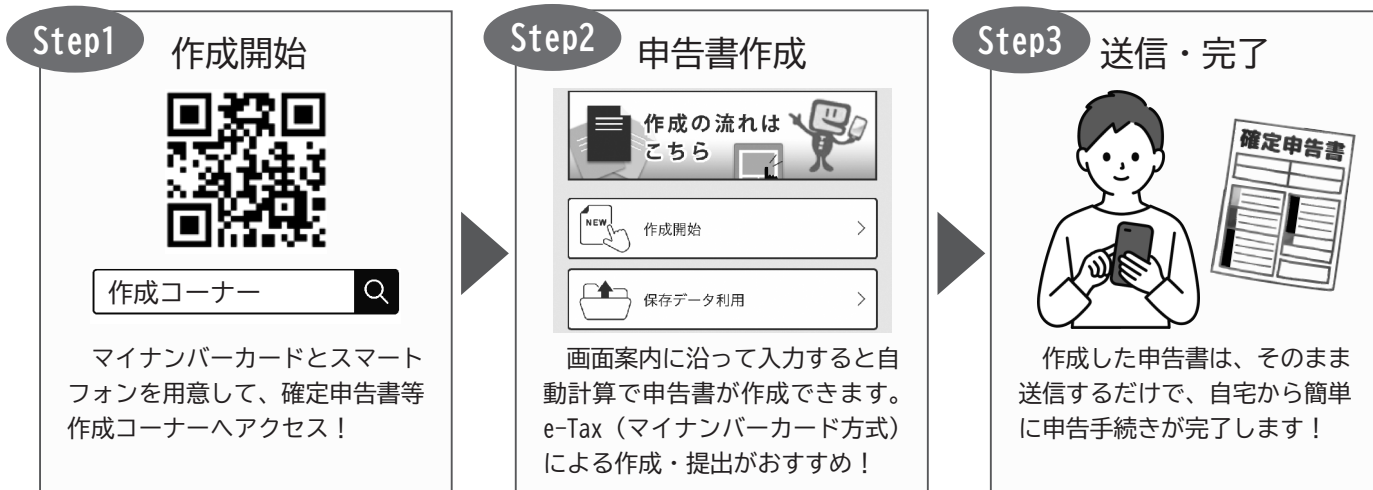 Step1
作成開始
作成コーナー
マイナンバーカードとスマート
フォンを用意して、確定申告書等
作成コーナーへアクセス！
Step2
申告書作成
作成の流れは
こちら
NEW
作成開始
保存データ利用
画面案内に沿って入力すると自
動計算で申告書が作成できます。
e-Tax（マイナンバーカード方式）
による作成・提出がおすすめ！
Step3
送信・完了
確定申告書
作成した申告書は、そのまま
送信するだけで、自宅から簡単
に申告手続きが完了します！